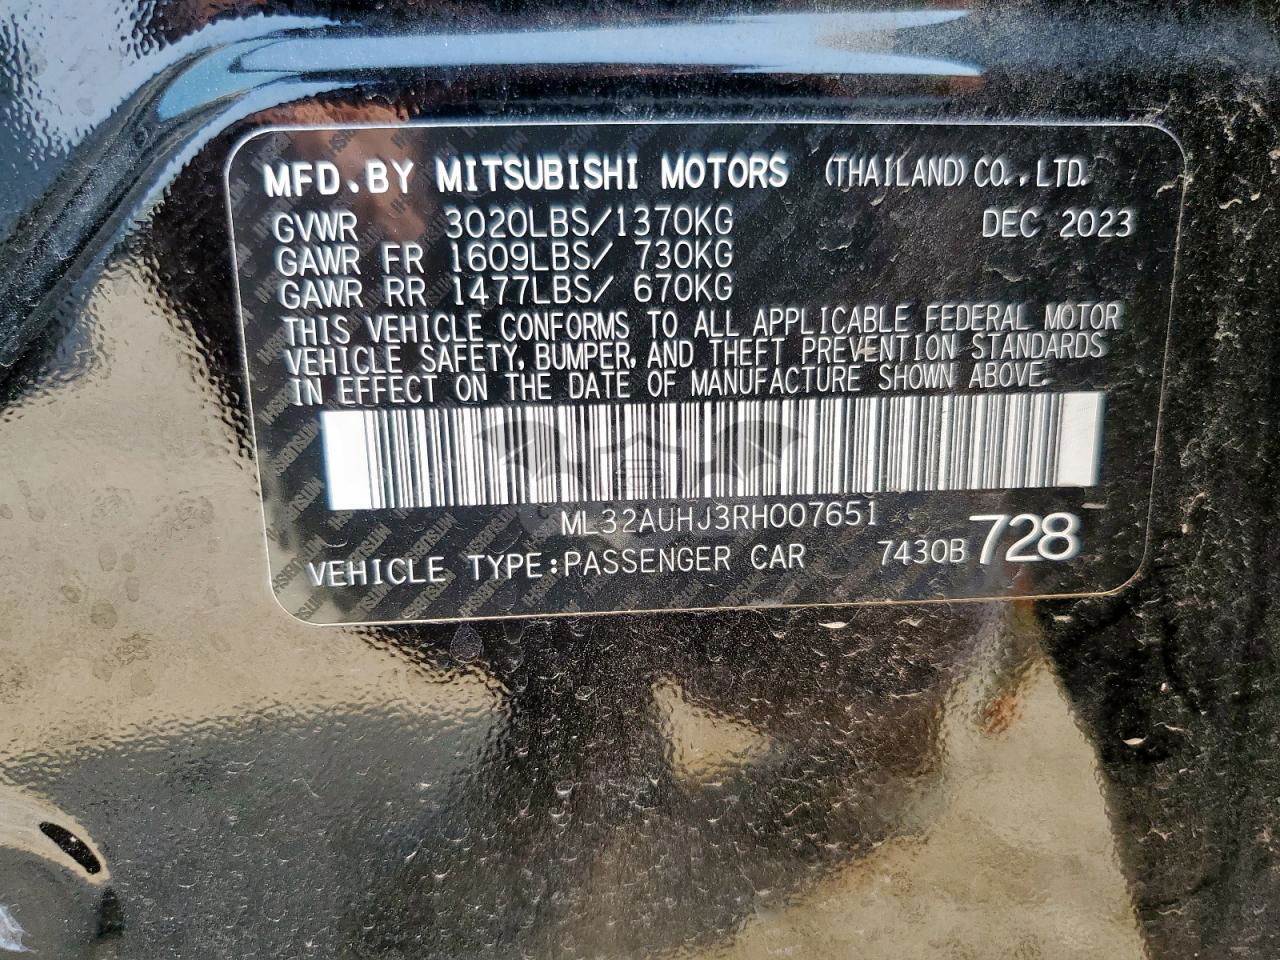 MFD.BY MITSUBISHI MOTORS (THAILAND) CO.,LTD.
GVWR 3020LBS/1370KG DEC 2023
GAWR FR 1609LBS/ 730KG
GAWR RR 1477LBS/ 670KG
THIS VEHICLE CONFORMS TO ALL APPLICABLE FEDERAL MOTOR
VEHICLE SAFETY, BUMPER, AND THEFT PREVENTION STANDARDS
IN EFFECT ON THE DATE OF MANUFACTURE SHOWN ABOVE.
ML32AUHJ3RH007651
VEHICLE TYPE:PASSENGER CAR 7430B 728